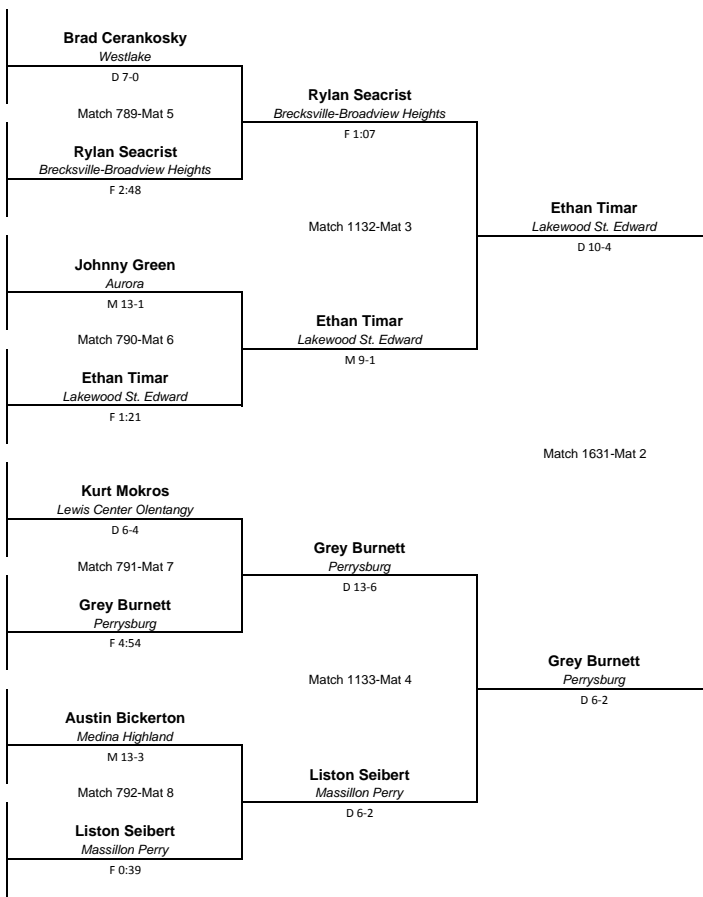 Brad Cerankosky
Westlake
D 7-0
Match 789-Mat 5
Rylan Seacrist
Brecksville-Broadview Heights
F 2:48
Rylan Seacrist
Brecksville-Broadview Heights
F 1:07
Match 1132-Mat 3
Johnny Green
Aurora
M 13-1
Match 790-Mat 6
Ethan Timar
Lakewood St. Edward
F 1:21
Ethan Timar
Lakewood St. Edward
M 9-1
Ethan Timar
Lakewood St. Edward
D 10-4
Match 1631-Mat 2
Kurt Mokros
Lewis Center Olentangy
D 6-4
Match 791-Mat 7
Grey Burnett
Perrysburg
F 4:54
Grey Burnett
Perrysburg
D 13-6
Match 1133-Mat 4
Austin Bickerton
Medina Highland
M 13-3
Match 792-Mat 8
Liston Seibert
Massillon Perry
F 0:39
Liston Seibert
Massillon Perry
D 6-2
Grey Burnett
Perrysburg
D 6-2